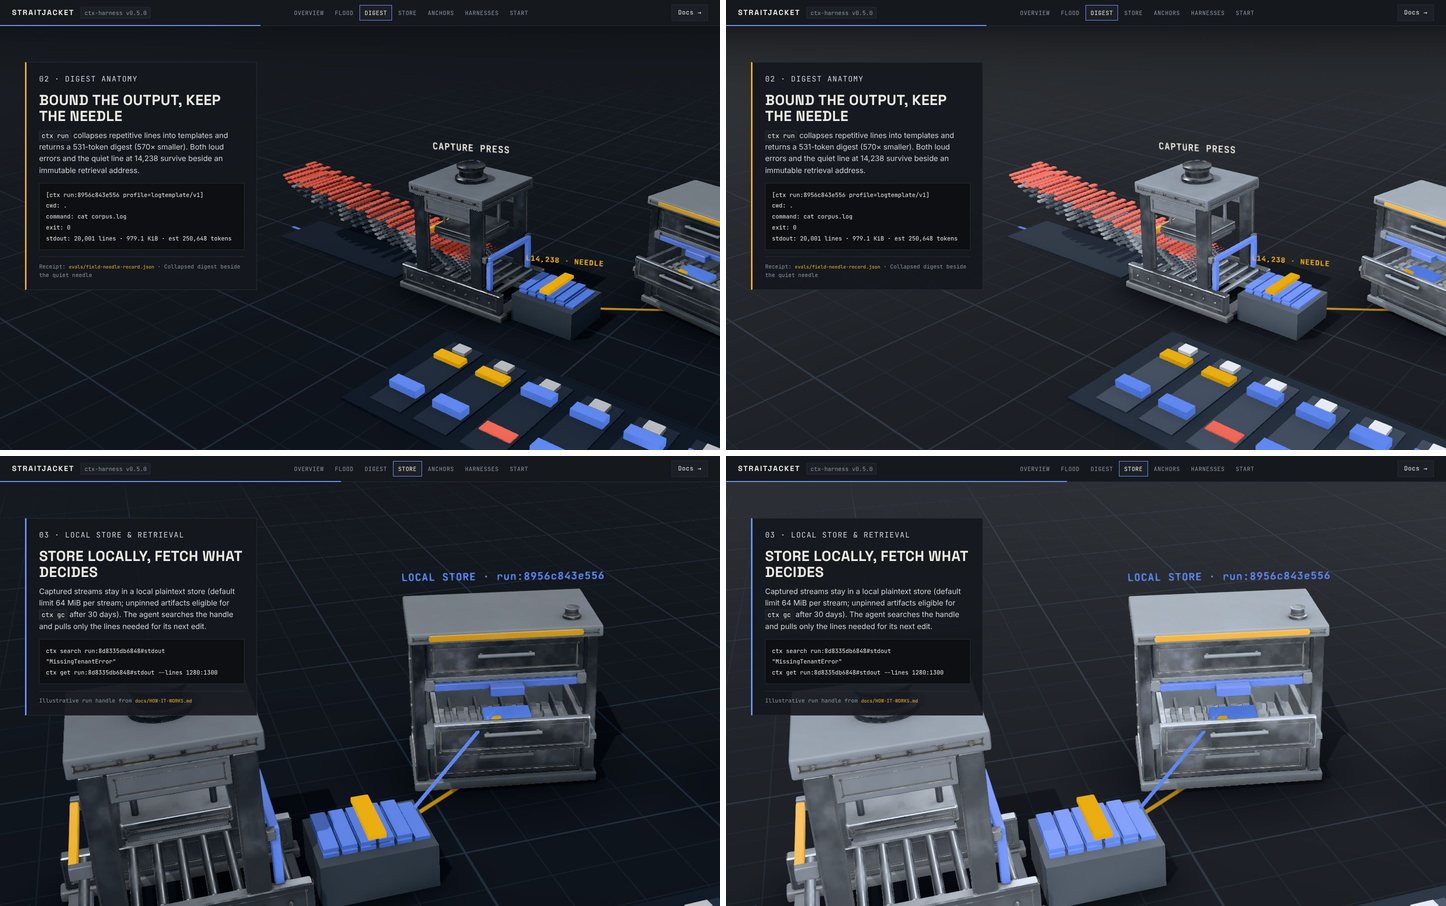 STRAITJACKET ctx-harness v0.5.0 OVERVIEW FLOOD DIGEST STORE ANCHORS HARNESSES START Docs →
02 · DIGEST ANATOMY
BOUND THE OUTPUT, KEEP
THE NEEDLE
ctx run collapses repetitive lines into templates and
returns a 531-token digest (570× smaller). Both loud
errors and the quiet line at 14,238 survive beside an
immutable retrieval address.
[ctx run:8956c843e556 profile=logtemplate/v1]
cwd: .
command: cat corpus.log
exit: 0
stdout: 20,001 lines · 979.1 KiB · est 250,648 tokens
Receipt: evals/field-needle-record.json · Collapsed digest beside
the quiet needle
CAPTURE PRESS
L14,238 · NEEDLE
STRAITJACKET ctx-harness v0.5.0 OVERVIEW FLOOD DIGEST STORE ANCHORS HARNESSES START Docs →
02 · DIGEST ANATOMY
BOUND THE OUTPUT, KEEP
THE NEEDLE
ctx run collapses repetitive lines into templates and
returns a 531-token digest (570× smaller). Both loud
errors and the quiet line at 14,238 survive beside an
immutable retrieval address.
[ctx run:8956c843e556 profile=logtemplate/v1]
cwd: .
command: cat corpus.log
exit: 0
stdout: 20,001 lines · 979.1 KiB · est 250,648 tokens
Receipt: evals/field-needle-record.json · Collapsed digest beside
the quiet needle
CAPTURE PRESS
14,238 · NEEDLE
STRAITJACKET ctx-harness v0.5.0 OVERVIEW FLOOD DIGEST STORE ANCHORS HARNESSES START Docs →
03 · LOCAL STORE & RETRIEVAL
STORE LOCALLY, FETCH WHAT
DECIDES
Captured streams stay in a local plaintext store (default
limit 64 MiB per stream; unpinned artifacts eligible for
ctx gc after 30 days). The agent searches the handle
and pulls only the lines needed for its next edit.
ctx search run:8d8335db6848#stdout
"MissingTenantError"
ctx get run:8d8335db6848#stdout --lines 1280:1300
Illustrative run handle from docs/HOW-IT-WORKS.md
LOCAL STORE · run:8956c843e556
STRAITJACKET ctx-harness v0.5.0 OVERVIEW FLOOD DIGEST STORE ANCHORS HARNESSES START Docs →
03 · LOCAL STORE & RETRIEVAL
STORE LOCALLY, FETCH WHAT
DECIDES
Captured streams stay in a local plaintext store (default
limit 64 MiB per stream; unpinned artifacts eligible for
ctx gc after 30 days). The agent searches the handle
and pulls only the lines needed for its next edit.
ctx search run:8d8335db6848#stdout
"MissingTenantError"
ctx get run:8d8335db6848#stdout --lines 1280:1300
Illustrative run handle from docs/HOW-IT-WORKS.md
LOCAL STORE · run:8956c843e556